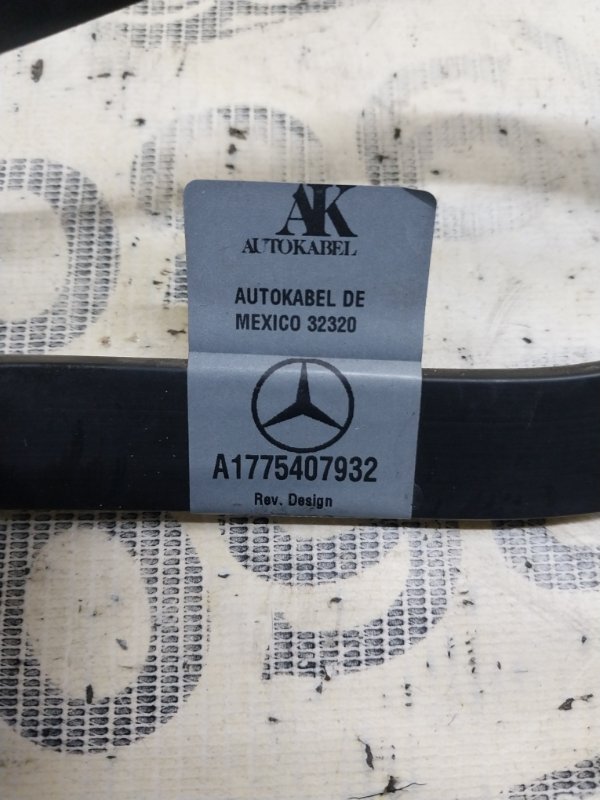 AK
AUTOKABEL
AUTOKABEL DE
MEXICO 32320
A1775407932
Rev. Design